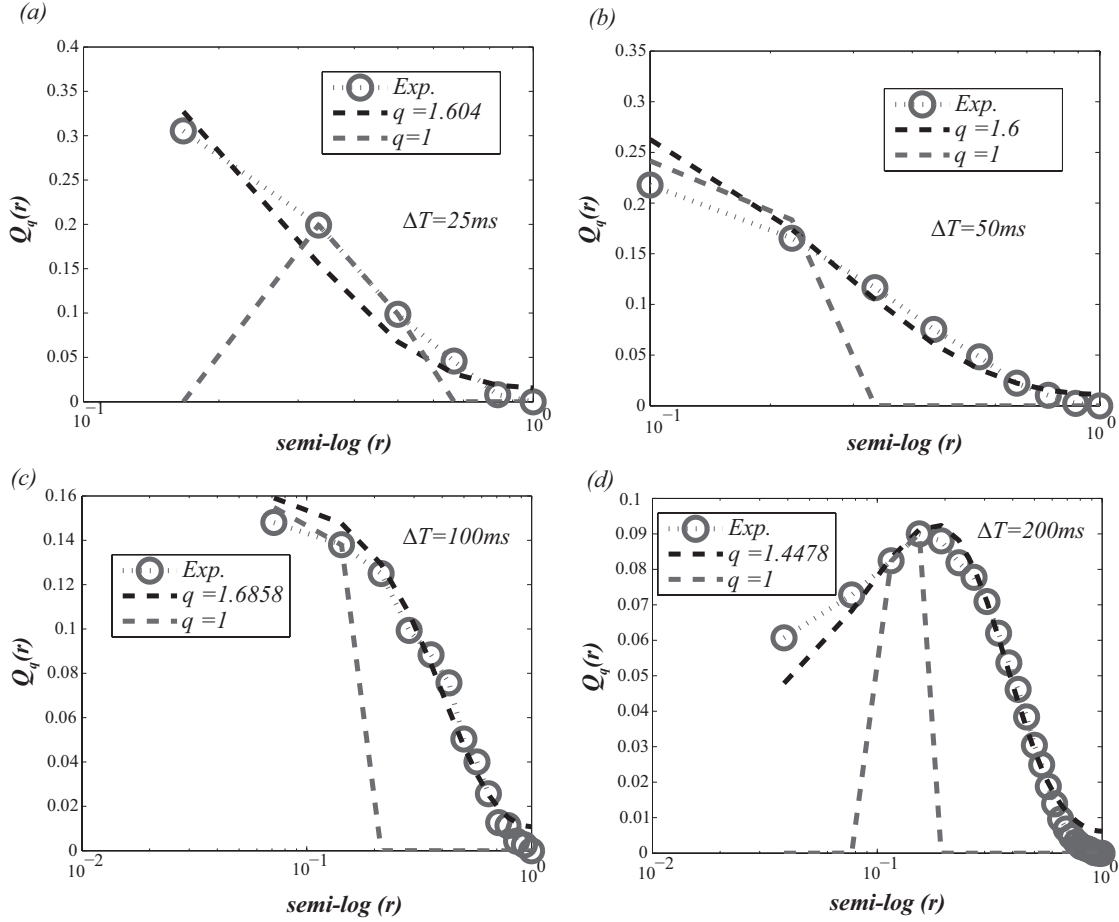 (a)
0.4
0.35
0.3
0.25
0.2
0.15
0.1
0.05
0
Q_q(r)
10^-1
10^0
semi-log (r)
Exp.
q =1.604
q=1
ΔT=25ms
(b)
0.35
0.3
0.25
0.2
0.15
0.1
0.05
0
Q_q(r)
10^-1
10^0
semi-log (r)
Exp.
q =1.6
q =1
ΔT=50ms
(c)
0.16
0.14
0.12
0.1
0.08
0.06
0.04
0.02
0
Q_q(r)
10^-2
10^-1
10^0
semi-log (r)
Exp.
q =1.6858
q =1
ΔT=100ms
(d)
0.1
0.09
0.08
0.07
0.06
0.05
0.04
0.03
0.02
0.01
0
Q_q(r)
10^-2
10^-1
10^0
semi-log (r)
Exp.
q =1.4478
q =1
ΔT=200ms